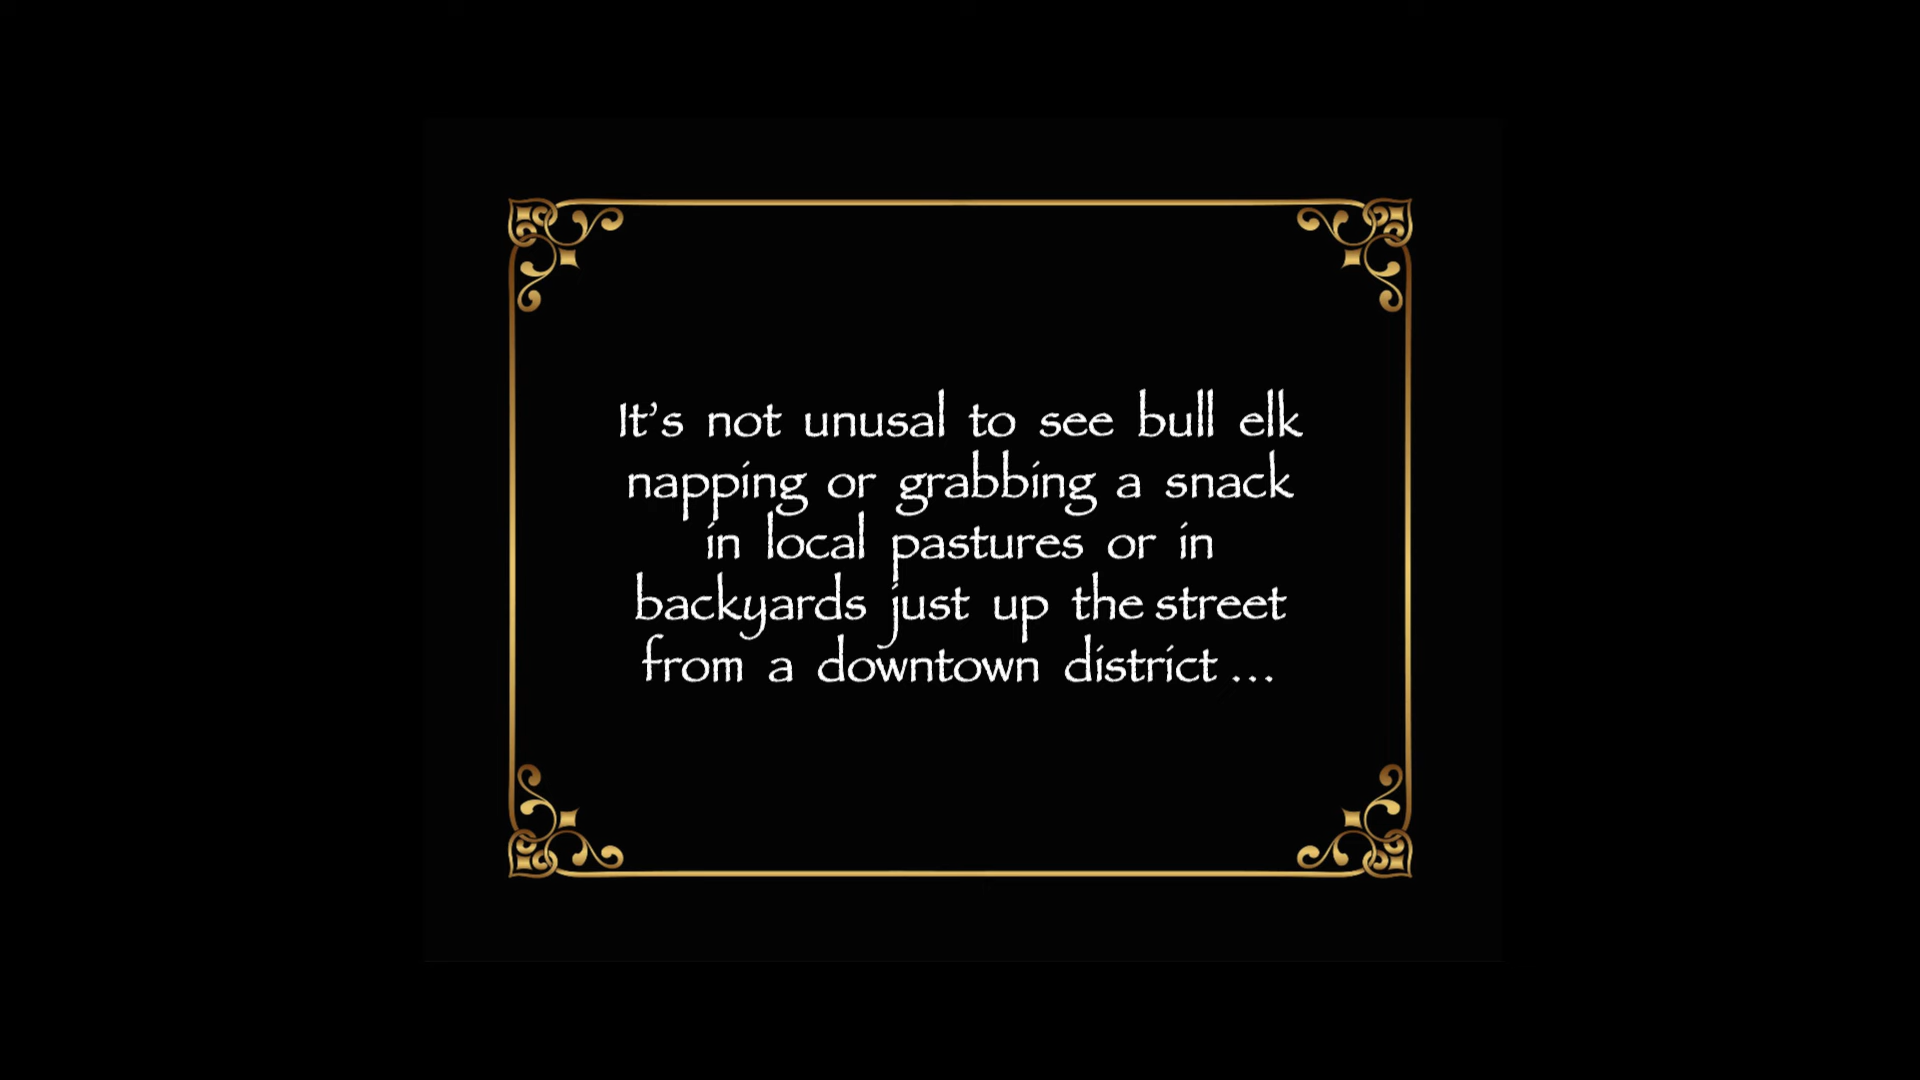 It’s not unusal to see bull elk
napping or grabbing a snack
in local pastures or in
backyards just up the street
from a downtown district ...